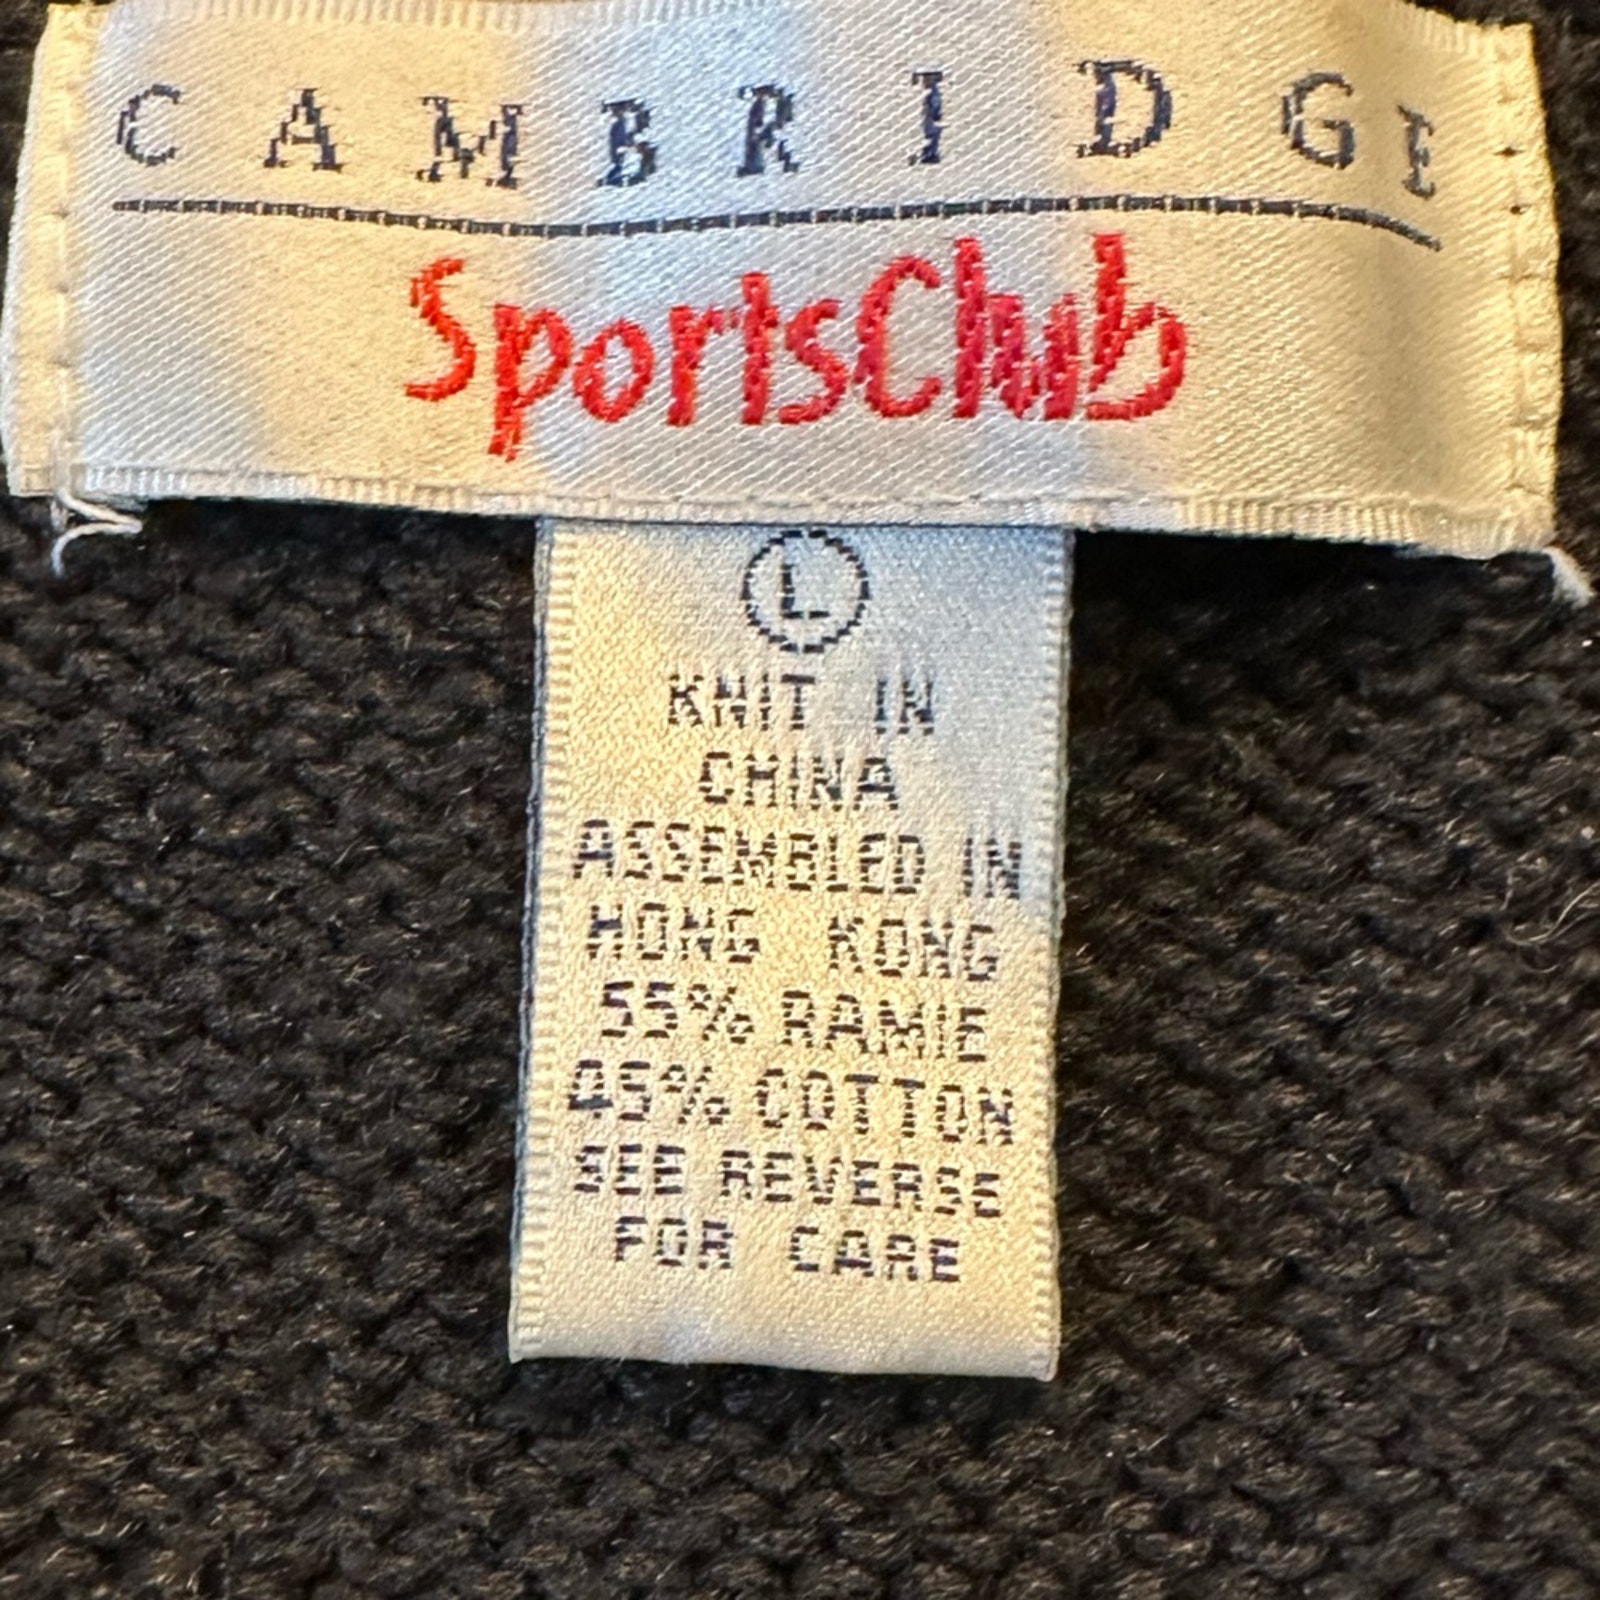 CAMBRIDGE
SportsClub
L
KNIT IN
CHINA
ASSEMBLED IN
HONG KONG
55% RAMIE
45% COTTON
SEE REVERSE
FOR CARE